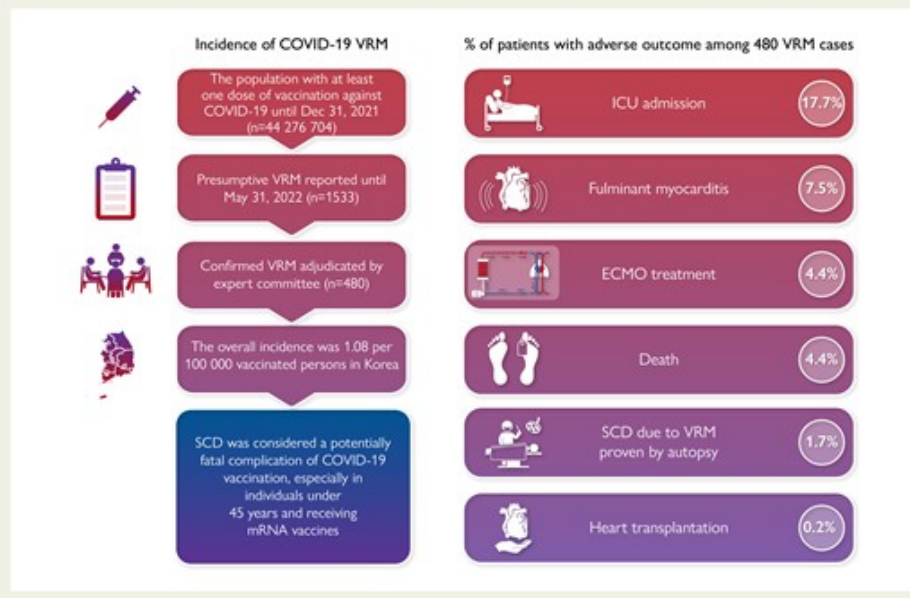 Incidence of COVID-19 VRM
The population with at least
one dose of vaccination against
COVID-19 until Dec 31, 2021
(n=44 276 704)
Presumptive VRM reported until
May 31, 2022 (n=1533)
Confirmed VRM adjudicated by
expert committee (n=480)
The overall incidence was 1.08 per
100 000 vaccinated persons in Korea
SCD was considered a potentially
fatal complication of COVID-19
vaccination, especially in
individuals under
45 years and receiving
mRNA vaccines
% of patients with adverse outcome among 480 VRM cases
ICU admission 17.7%
Fulminant myocarditis 7.5%
ECMO treatment 4.4%
Death 4.4%
SCD due to VRM
proven by autopsy 1.7%
Heart transplantation 0.2%